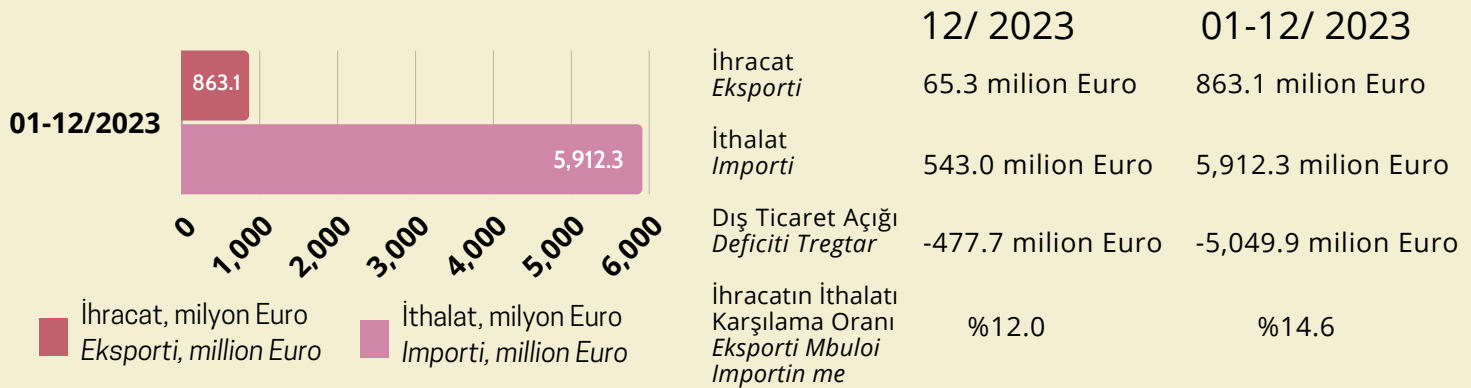 863.1
5,912.3
01-12/2023
0
1,000
2,000
3,000
4,000
5,000
6,000
İhracat, milyon Euro
Eksporti, million Euro
İthalat, milyon Euro
Importi, million Euro
12/ 2023 01-12/ 2023
İhracat
Eksporti
65.3 milion Euro 863.1 milion Euro
İthalat
Importi
543.0 milion Euro 5,912.3 milion Euro
Dış Ticaret Açığı
Deficiti Tregtar
-477.7 milion Euro -5,049.9 milion Euro
İhracatın İthalatı
Karşılama Oranı
Eksporti Mbuloi
Importin me
%12.0 %14.6